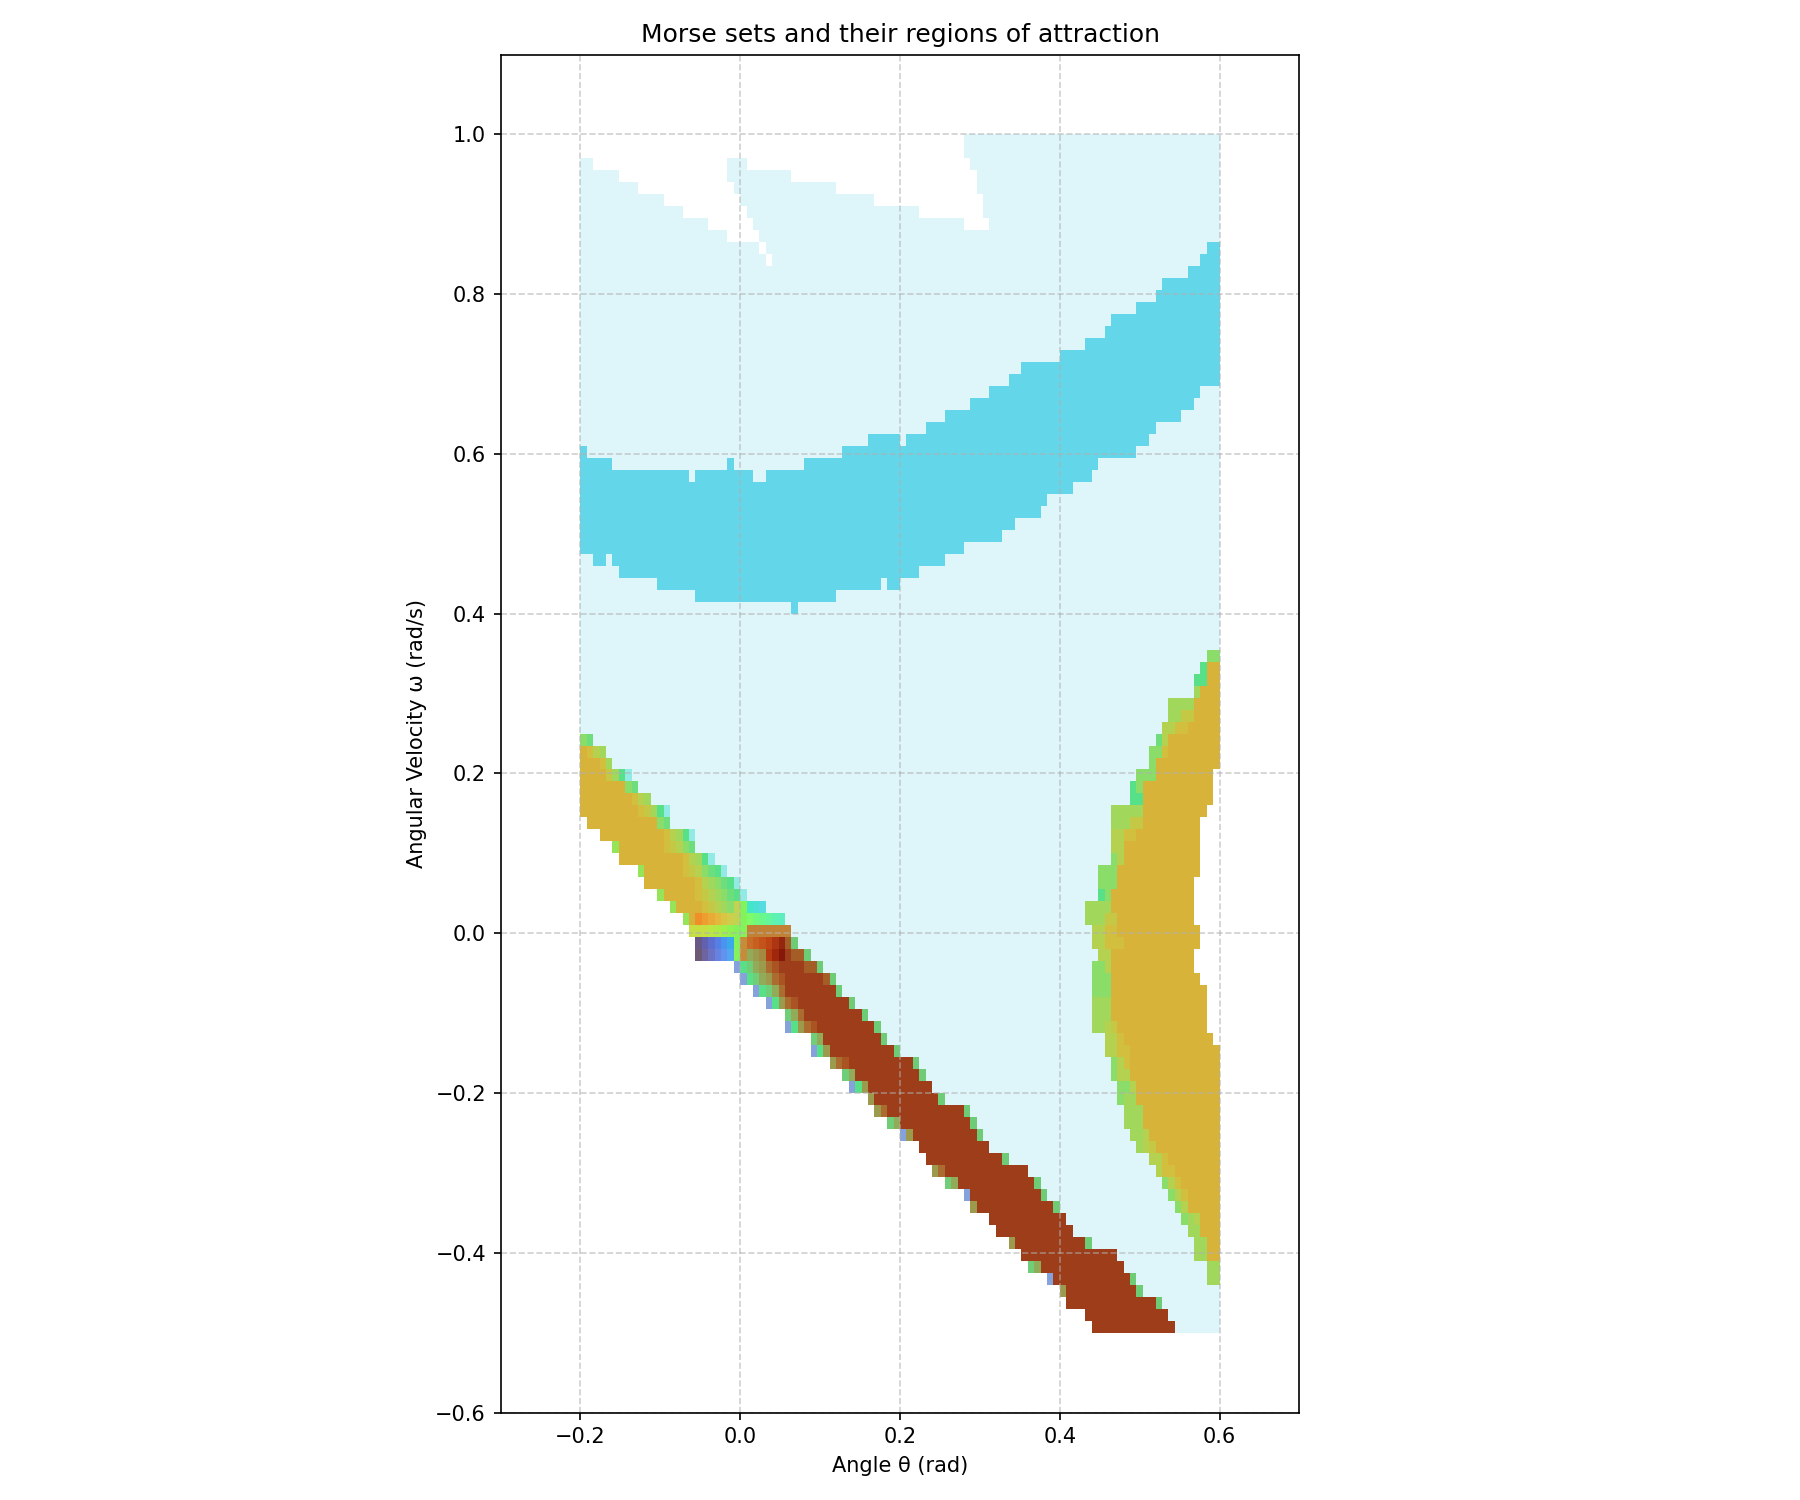 Morse sets and their regions of attraction
1.0
0.8
0.6
0.4
0.2
0.0
−0.2
−0.4
−0.6
Angular Velocity ω (rad/s)
−0.2 0.0 0.2 0.4 0.6
Angle θ (rad)